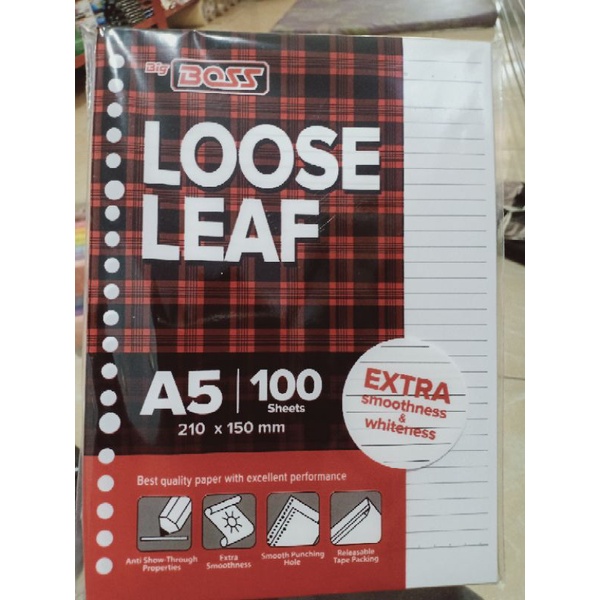 Big BOSS
LOOSE
LEAF
A5 | 100
Sheets
210 x 150 mm
EXTRA
smoothness
&
whiteness
Best quality paper with excellent performance
Anti Show-Through
Properties
Extra
Smoothness
Smooth Punching
Hole
Releasable
Tape Packing